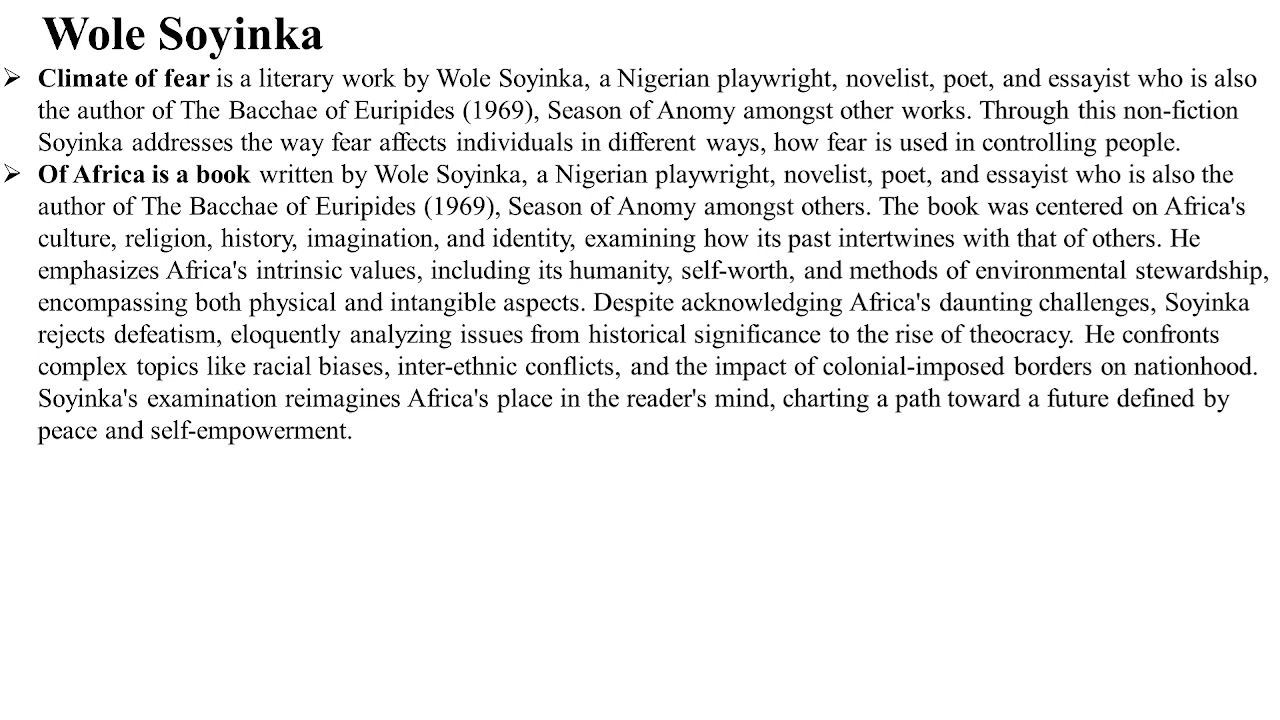 Wole Soyinka
➢ Climate of fear is a literary work by Wole Soyinka, a Nigerian playwright, novelist, poet, and essayist who is also
the author of The Bacchae of Euripides (1969), Season of Anomy amongst other works. Through this non-fiction
Soyinka addresses the way fear affects individuals in different ways, how fear is used in controlling people.
➢ Of Africa is a book written by Wole Soyinka, a Nigerian playwright, novelist, poet, and essayist who is also the
author of The Bacchae of Euripides (1969), Season of Anomy amongst others. The book was centered on Africa's
culture, religion, history, imagination, and identity, examining how its past intertwines with that of others. He
emphasizes Africa's intrinsic values, including its humanity, self-worth, and methods of environmental stewardship,
encompassing both physical and intangible aspects. Despite acknowledging Africa's daunting challenges, Soyinka
rejects defeatism, eloquently analyzing issues from historical significance to the rise of theocracy. He confronts
complex topics like racial biases, inter-ethnic conflicts, and the impact of colonial-imposed borders on nationhood.
Soyinka's examination reimagines Africa's place in the reader's mind, charting a path toward a future defined by
peace and self-empowerment.